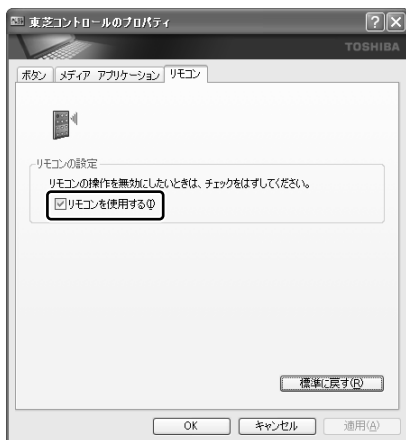 東芝コントロールのプロパティ
TOSHIBA
ボタン メディア アプリケーション リモコン
リモコンの設定
リモコンの操作を無効にしたいときは、チェックをはずしてください。
リモコンを使用する(I)
標準に戻す(R)
OK キャンセル 適用(A)